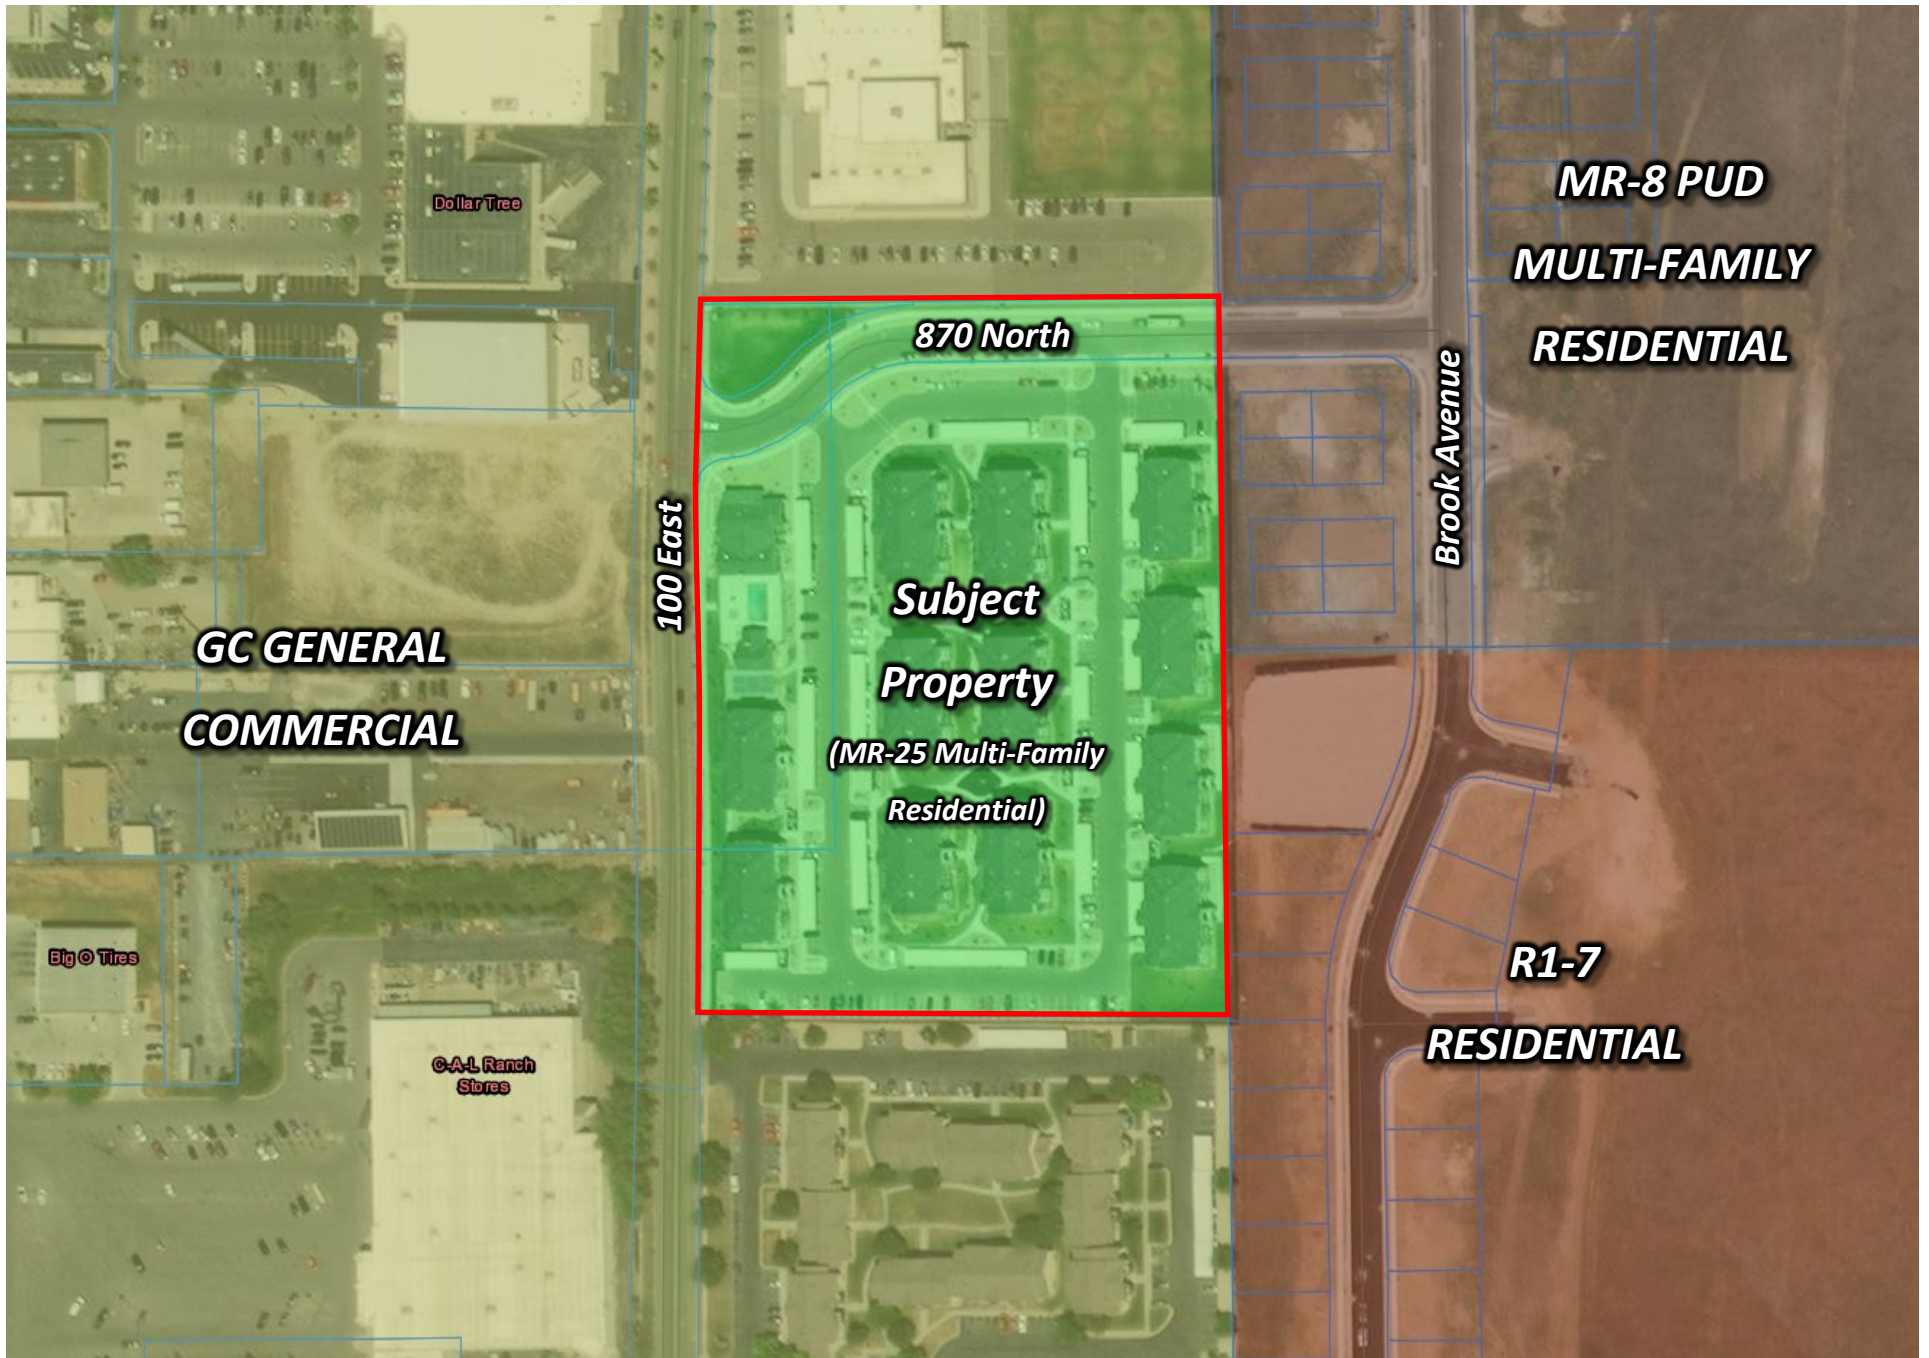 Dollar Tree
MR-8 PUD
MULTI-FAMILY
RESIDENTIAL
870 North
Brook Avenue
100 East
Subject
Property
(MR-25 Multi-Family
Residential)
GC GENERAL
COMMERCIAL
Big O Tires
C-A-L Ranch
Stores
R1-7
RESIDENTIAL